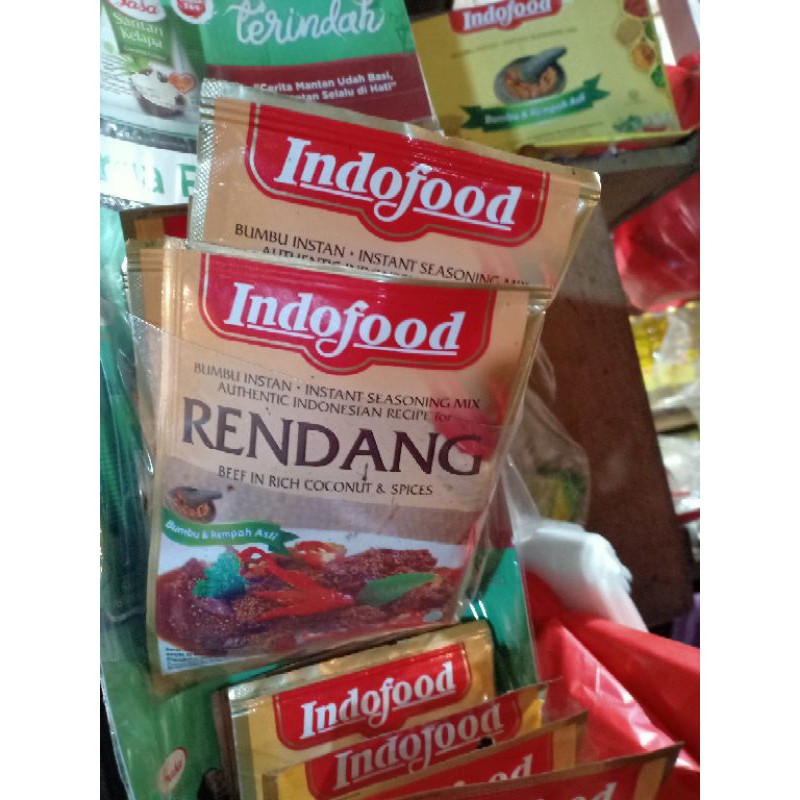 Sasa
Santan
Kelapa
terindah
"Cerita Mantan Udah Basi,
Selalu di Hati"
Indofood
Bumbu & Rempah Asli
Indofood
BUMBU INSTAN • INSTANT SEASONING MIX
Indofood
BUMBU INSTAN • INSTANT SEASONING MIX
AUTHENTIC INDONESIAN RECIPE for
RENDANG
BEEF IN RICH COCONUT & SPICES
Bumbu & Rempah Asli
Indofood
Indofood